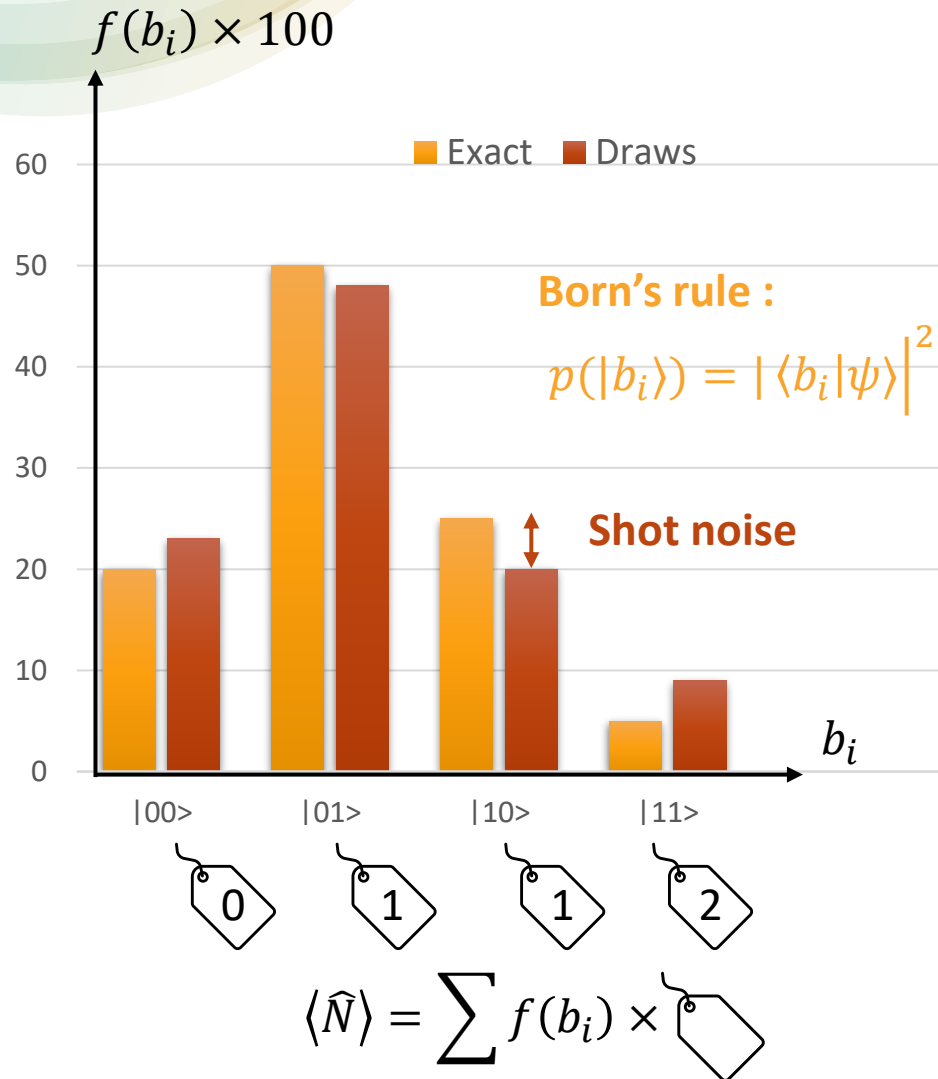 f(b_i) × 100
Exact Draws
60
50
40
30
20
10
0
Born's rule :
p(|b_i⟩) = |⟨b_i|ψ⟩|²
Shot noise
b_i
|00> |01> |10> |11>
0 1 1 2
⟨N̂⟩ = ∑ f(b_i) ×